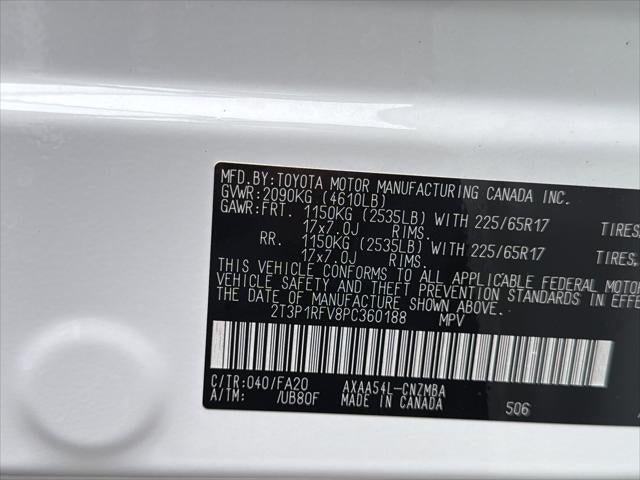 MFD.BY:TOYOTA MOTOR MANUFACTURING CANADA INC.
GVWR:2090KG (4610LB)
GAWR:FRT. 1150KG (2535LB) WITH 225/65R17 TIRES,
17x7.0J RIMS.
RR. 1150KG (2535LB) WITH 225/65R17 TIRES,
17x7.0J RIMS.
THIS VEHICLE CONFORMS TO ALL APPLICABLE FEDERAL MOTOR
VEHICLE SAFETY AND THEFT PREVENTION STANDARDS IN EFFE
ON THE DATE OF MANUFACTURE SHOWN ABOVE.
2T3P1RFV8PC360188 MPV
C/TR:040/FA20 AXAA54L-CNZMBA
A/TM: /UB80F MADE IN CANADA 506